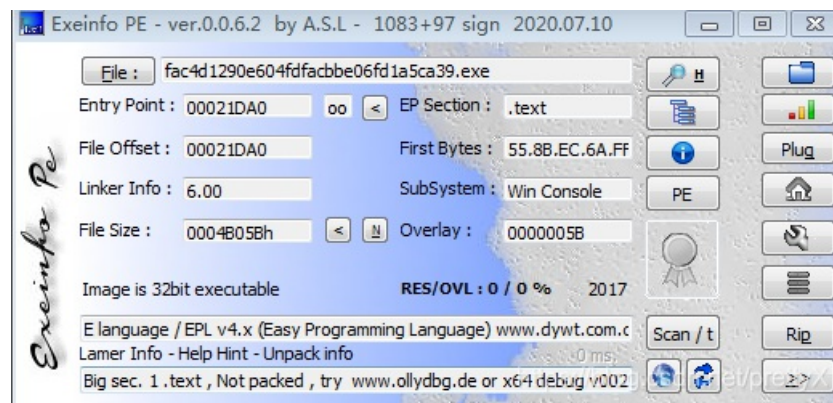 Exeinfo PE - ver.0.0.6.2 by A.S.L - 1083+97 sign 2020.07.10
File : fac4d1290e604fdfacbbe06fd1a5ca39.exe H
Entry Point : 00021DA0 oo < EP Section : .text
File Offset : 00021DA0 First Bytes : 55.8B.EC.6A.FF Plug
Linker Info : 6.00 SubSystem : Win Console PE
File Size : 0004B05Bh < N Overlay : 0000005B
Image is 32bit executable RES/OVL : 0 / 0 % 2017
E language / EPL v4.x (Easy Programming Language) www.dywt.com.c Scan / t Rip
Lamer Info - Help Hint - Unpack info 0 ms.
Big sec. 1 .text , Not packed , try www.ollydbg.de or x64 debug v002 >>
Exeinfo Pe